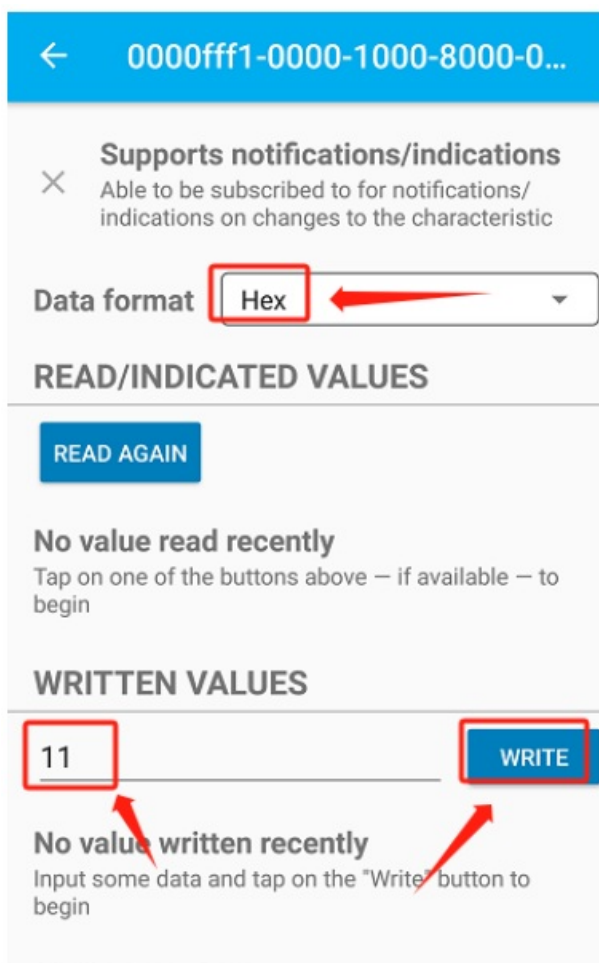 0000fff1-0000-1000-8000-0...
Supports notifications/indications
Able to be subscribed to for notifications/
indications on changes to the characteristic
Data format Hex
READ/INDICATED VALUES
READ AGAIN
No value read recently
Tap on one of the buttons above — if available — to
begin
WRITTEN VALUES
11 WRITE
No value written recently
Input some data and tap on the "Write" button to
begin